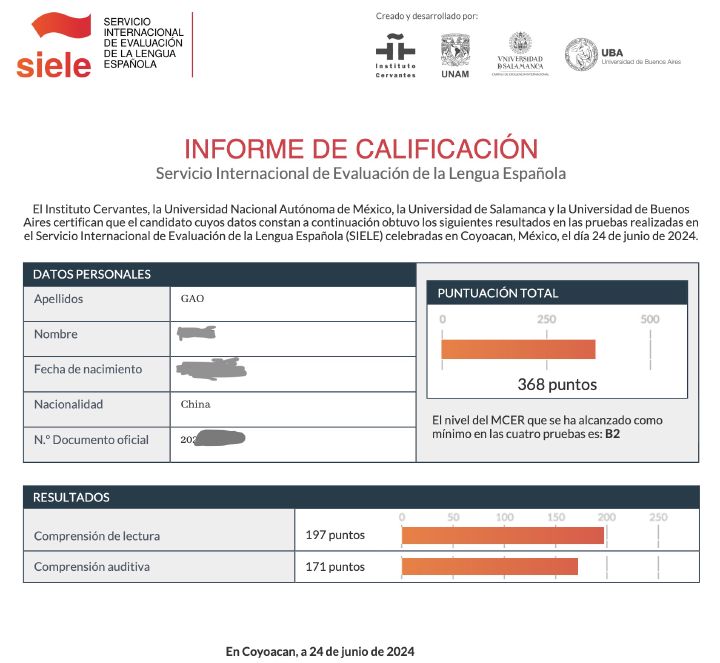 siele
SERVICIO
INTERNACIONAL
DE EVALUACIÓN
DE LA LENGUA
ESPAÑOLA
Creado y desarrollado por:
Instituto
Cervantes
UNAM
VNiVERSiDAD
D SALAMANCA
CAMPUS DE EXCELENCIA INTERNACIONAL
UBA
Universidad de Buenos Aires
INFORME DE CALIFICACIÓN
Servicio Internacional de Evaluación de la Lengua Española
El Instituto Cervantes, la Universidad Nacional Autónoma de México, la Universidad de Salamanca y la Universidad de Buenos
Aires certifican que el candidato cuyos datos constan a continuación obtuvo los siguientes resultados en las pruebas realizadas en
el Servicio Internacional de Evaluación de la Lengua Española (SIELE) celebradas en Coyoacan, México, el día 24 de junio de 2024.
DATOS PERSONALES
Apellidos GAO
Nombre
Fecha de nacimiento
Nacionalidad China
N.º Documento oficial 202
PUNTUACIÓN TOTAL
0 250 500
368 puntos
El nivel del MCER que se ha alcanzado como
mínimo en las cuatro pruebas es: B2
RESULTADOS
0 50 100 150 200 250
Comprensión de lectura 197 puntos
Comprensión auditiva 171 puntos
En Coyoacan, a 24 de junio de 2024